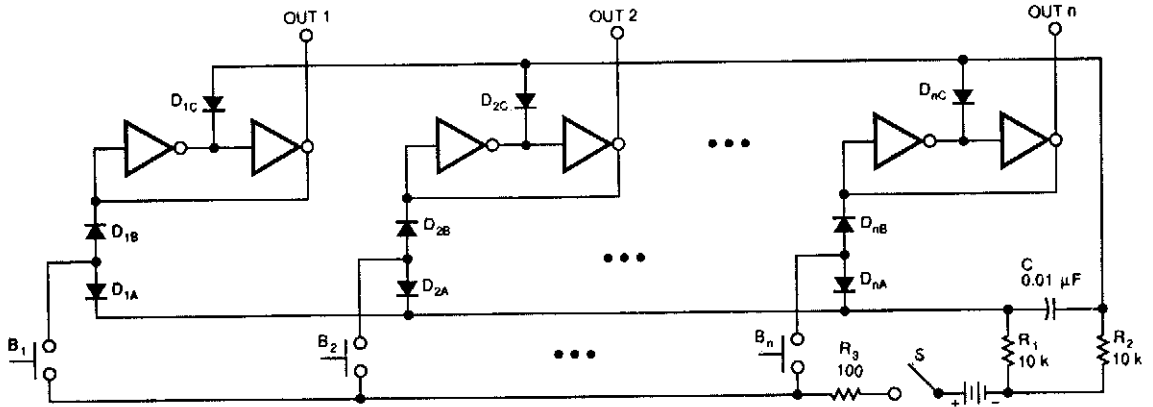 OUT 1
OUT 2
OUT n
D1C
D2C
DnC
D1B
D2B
DnB
D1A
D2A
DnA
C
0.01 µF
B1
B2
Bn
R3
100
S
R1
10 k
R2
10 k
+
-